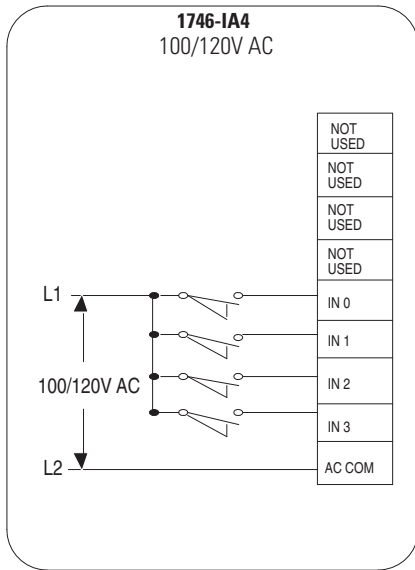 1746-IA4
100/120V AC
NOT
USED
NOT
USED
NOT
USED
NOT
USED
L1
IN 0
IN 1
100/120V AC
IN 2
IN 3
L2
AC COM